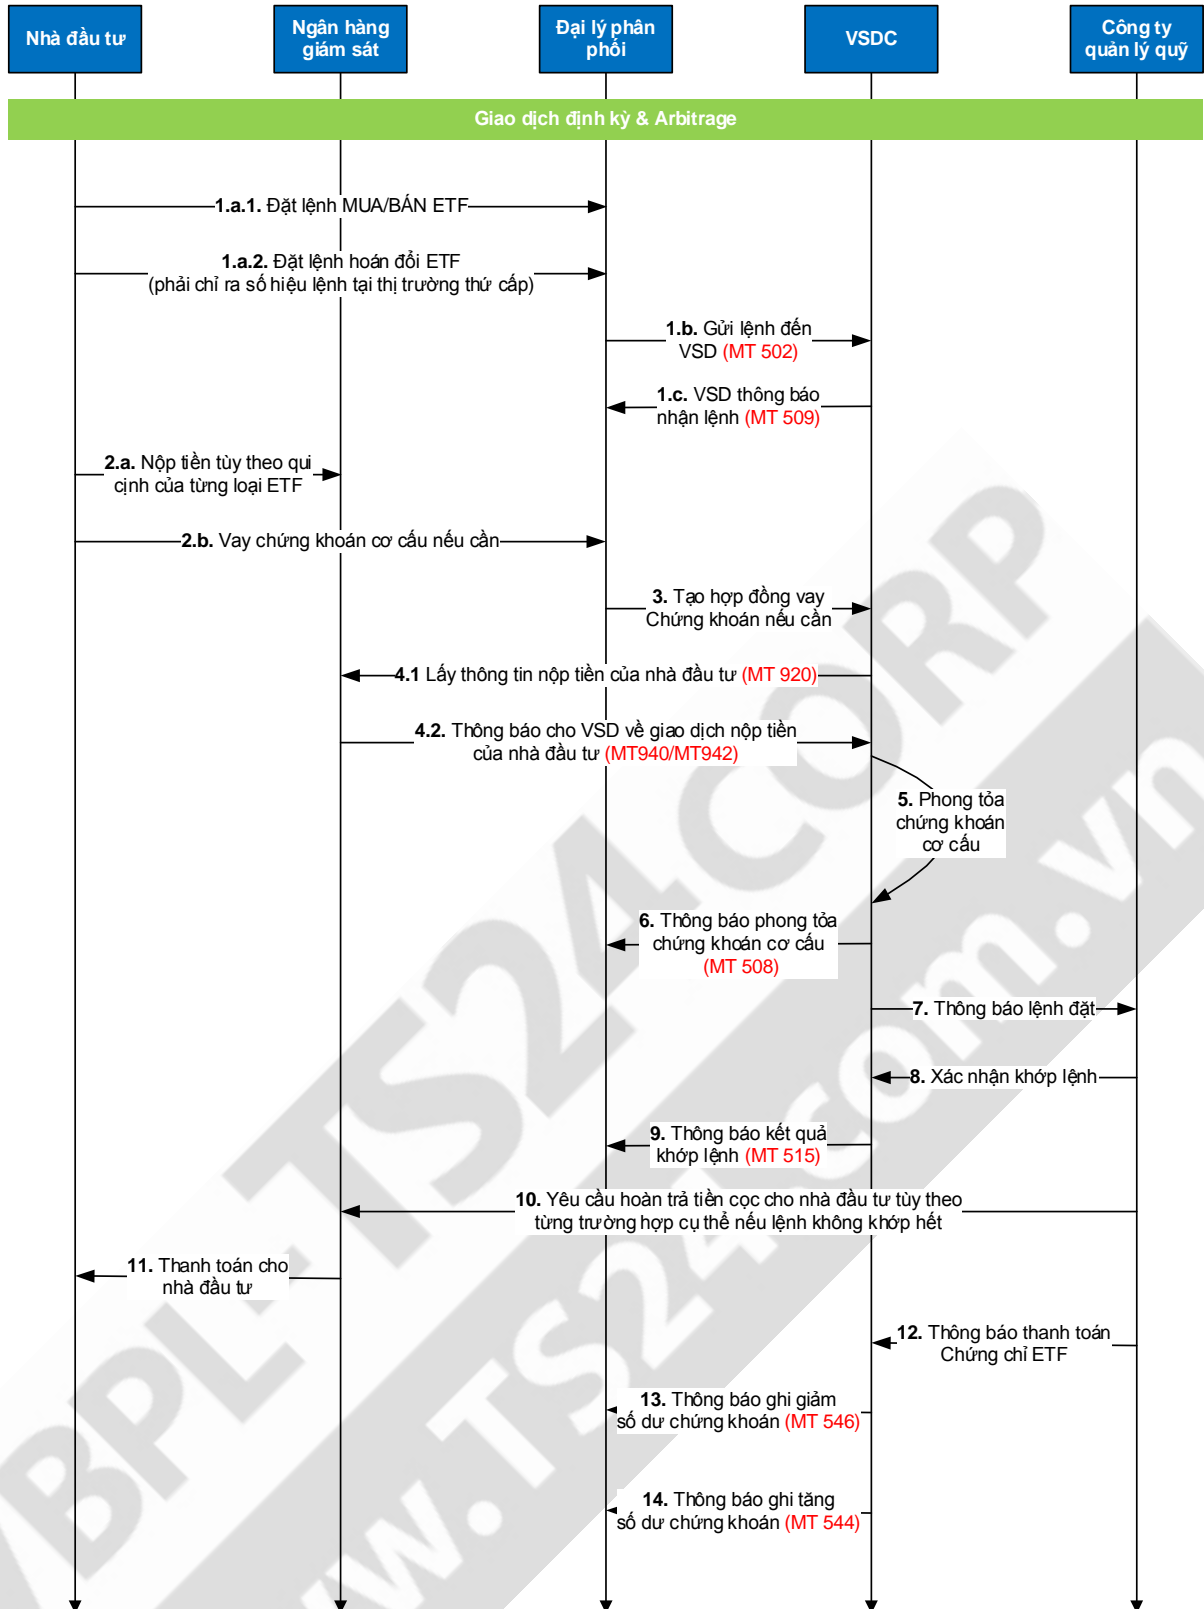 Nhà đầu tư
Ngân hàng
giám sát
Đại lý phân
phối
VSDC
Công ty
quản lý quỹ
Giao dịch định kỳ & Arbitrage
1.a.1. Đặt lệnh MUA/BÁN ETF
1.a.2. Đặt lệnh hoán đổi ETF
(phải chỉ ra số hiệu lệnh tại thị trường thứ cấp)
1.b. Gửi lệnh đến
VSD (MT 502)
1.c. VSD thông báo
nhận lệnh (MT 509)
2.a. Nộp tiền tùy theo qui
cịnh của từng loại ETF
2.b. Vay chứng khoán cơ cấu nếu cần
3. Tạo hợp đồng vay
Chứng khoán nếu cần
4.1 Lấy thông tin nộp tiền của nhà đầu tư (MT 920)
4.2. Thông báo cho VSD về giao dịch nộp tiền
của nhà đầu tư (MT940/MT942)
5. Phong tỏa
chứng khoán
cơ cấu
6. Thông báo phong tỏa
chứng khoán cơ cấu
(MT 508)
7. Thông báo lệnh đặt
8. Xác nhận khớp lệnh
9. Thông báo kết quả
khớp lệnh (MT 515)
10. Yêu cầu hoàn trả tiền cọc cho nhà đầu tư tùy theo
từng trường hợp cụ thể nếu lệnh không khớp hết
11. Thanh toán cho
nhà đầu tư
12. Thông báo thanh toán
Chứng chỉ ETF
13. Thông báo ghi giảm
số dư chứng khoán (MT 546)
14. Thông báo ghi tăng
số dư chứng khoán (MT 544)
VBPL-TS24CORP
ww.TS24.com.vn